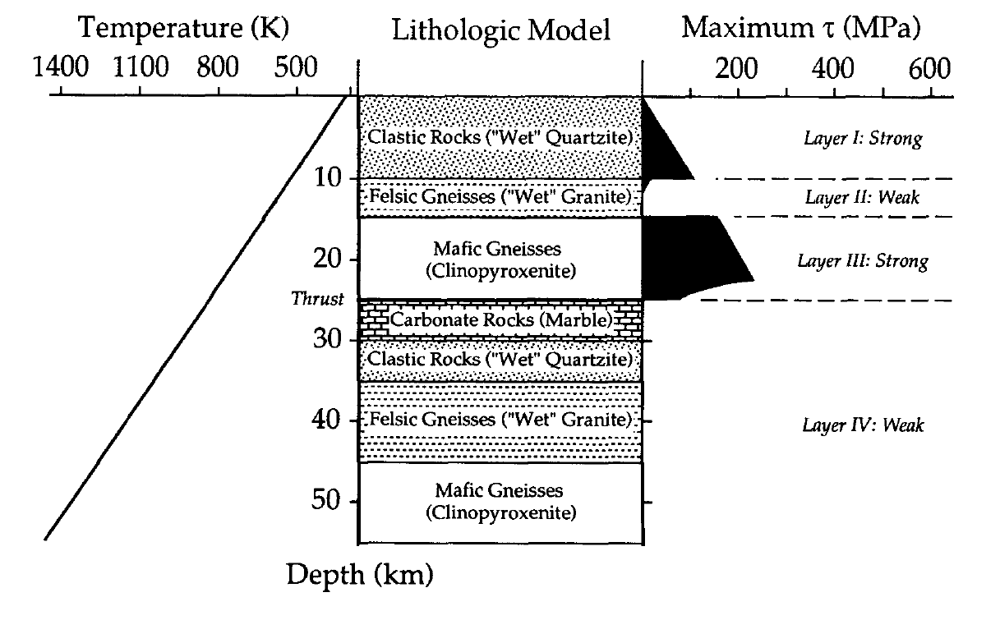 Temperature (K)
Lithologic Model
Maximum τ (MPa)
1400 1100 800 500
200 400 600
Clastic Rocks ("Wet" Quartzite)
Layer I: Strong
10
Felsic Gneisses ("Wet" Granite)
Layer II: Weak
Mafic Gneisses
(Clinopyroxenite)
20
Layer III: Strong
Thrust
Carbonate Rocks (Marble)
30
Clastic Rocks ("Wet" Quartzite)
40
Felsic Gneisses ("Wet" Granite)
Layer IV: Weak
Mafic Gneisses
(Clinopyroxenite)
50
Depth (km)